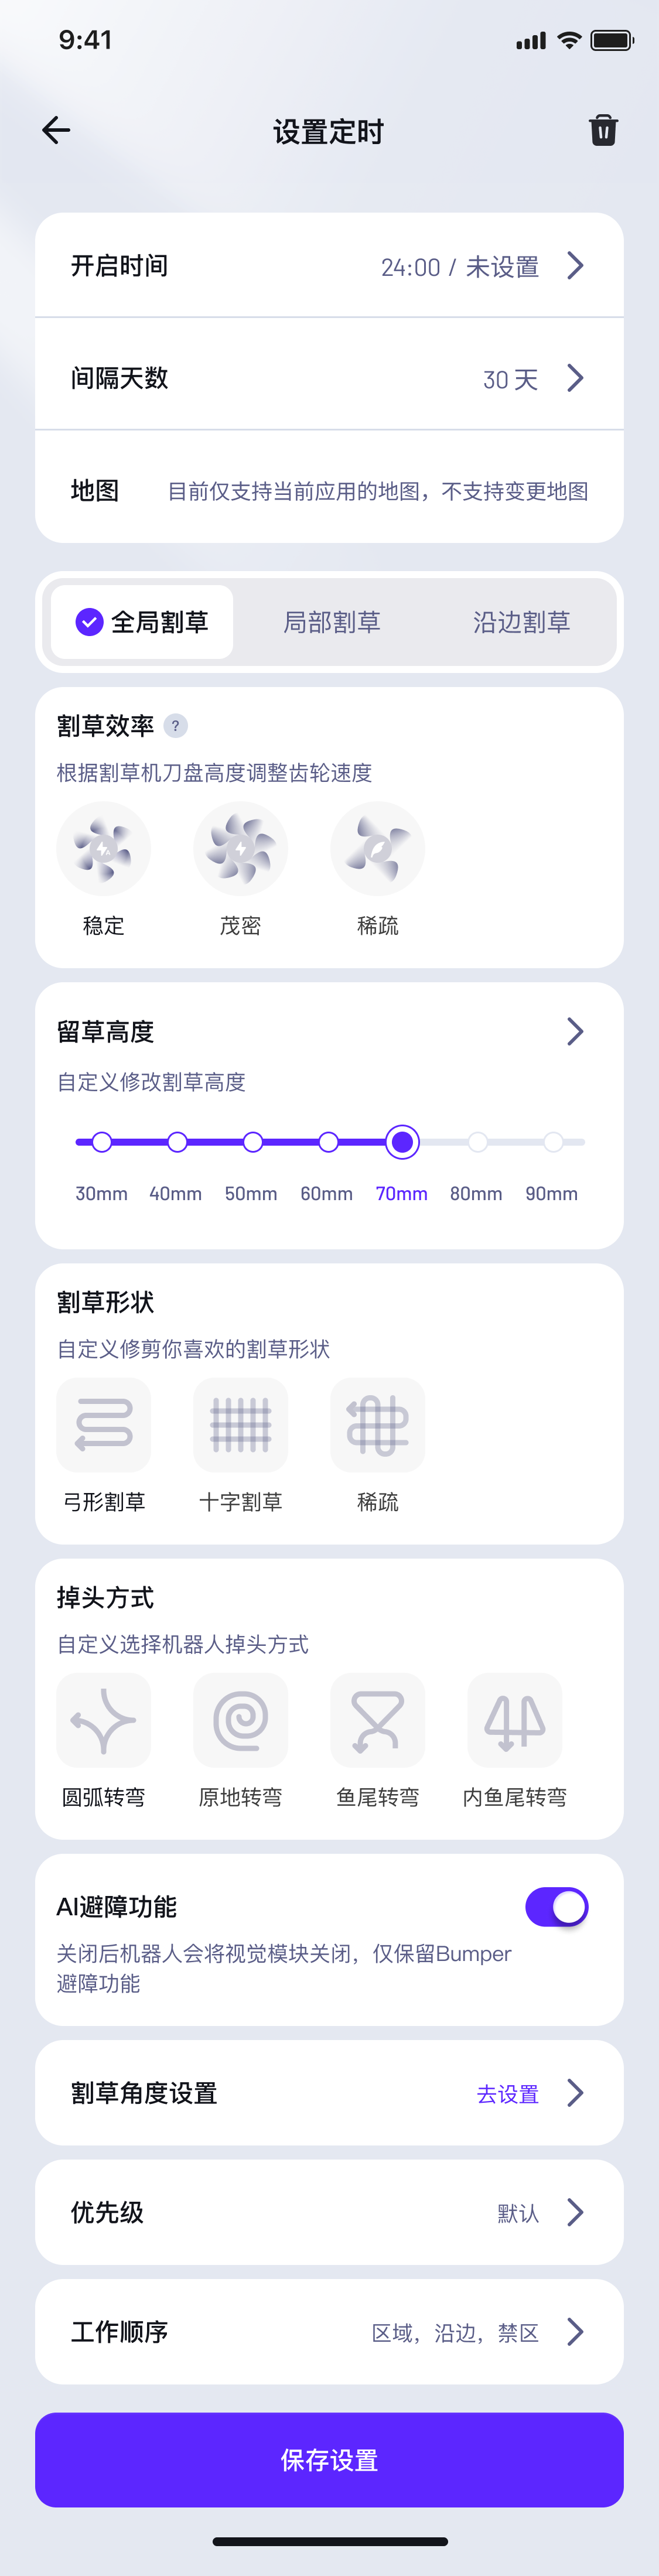 9:41
设置定时
开启时间 24:00 / 未设置
间隔天数 30 天
地图 目前仅支持当前应用的地图，不支持变更地图
全局割草 局部割草 沿边割草
割草效率 ?
根据割草机刀盘高度调整齿轮速度
稳定 茂密 稀疏
留草高度
自定义修改割草高度
30mm 40mm 50mm 60mm 70mm 80mm 90mm
割草形状
自定义修剪你喜欢的割草形状
弓形割草 十字割草 稀疏
掉头方式
自定义选择机器人掉头方式
圆弧转弯 原地转弯 鱼尾转弯 内鱼尾转弯
AI避障功能
关闭后机器人会将视觉模块关闭，仅保留Bumper
避障功能
割草角度设置 去设置
优先级 默认
工作顺序 区域，沿边，禁区
保存设置